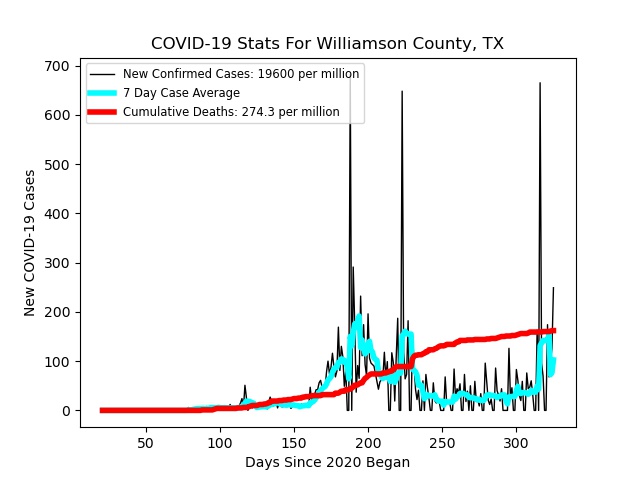 COVID-19 Stats For Williamson County, TX
New Confirmed Cases: 19600 per million
7 Day Case Average
Cumulative Deaths: 274.3 per million
New COVID-19 Cases
700
600
500
400
300
200
100
0
50 100 150 200 250 300
Days Since 2020 Began